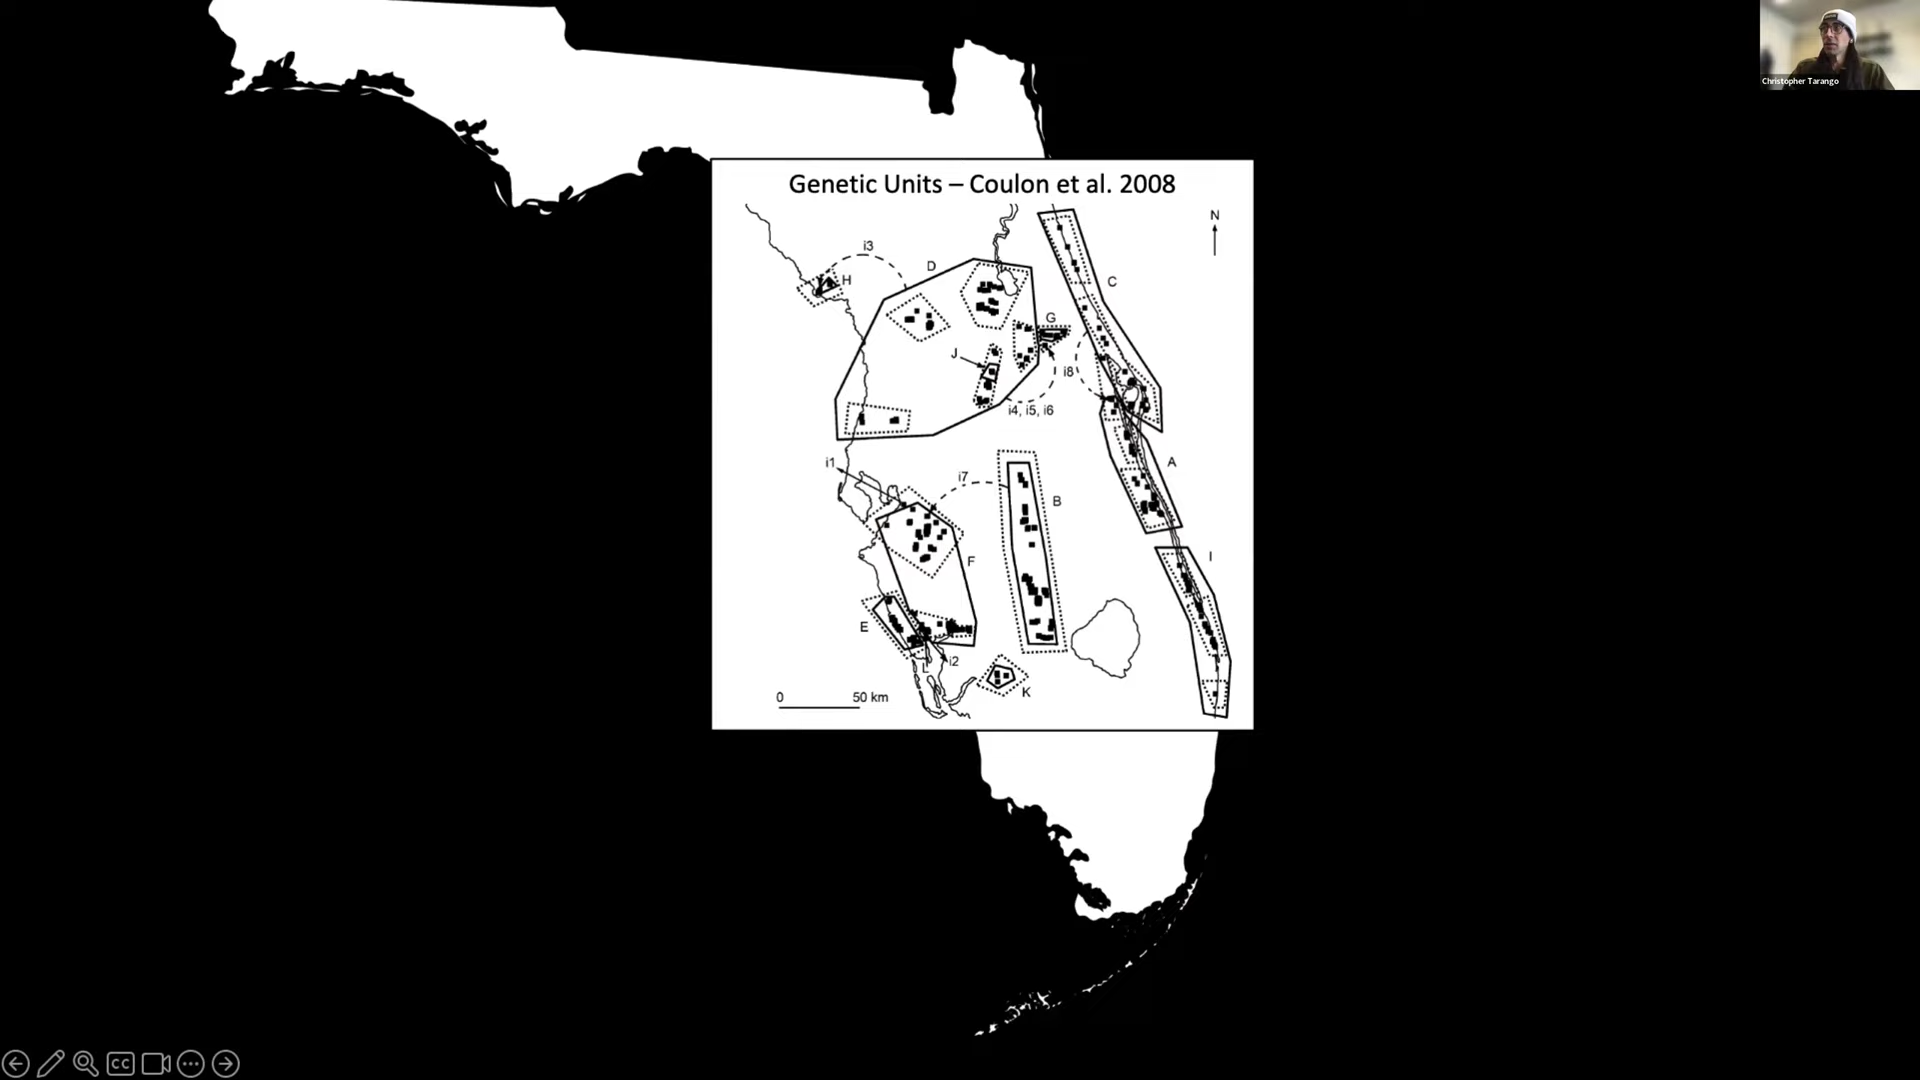 Christopher Tarango
Genetic Units – Coulon et al. 2008
N
i3
D
H
C
G
J
i8
i4, i5, i6
A
i1
i7
B
F
I
E
L
i2
K
0 50 km
CC